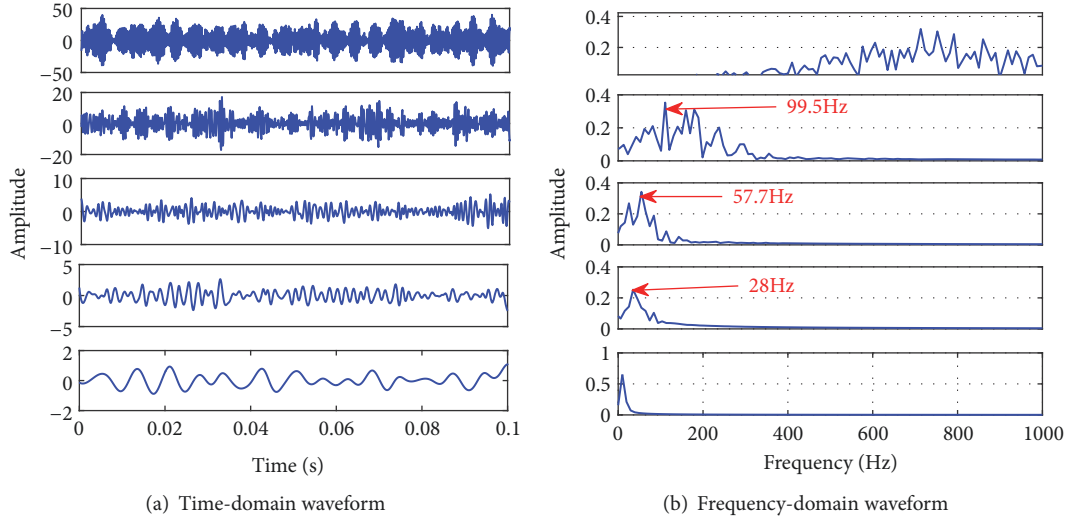 Amplitude
50
0
−50
20
0
−20
10
0
−10
5
0
−5
2
0
−2
0 0.02 0.04 0.06 0.08 0.1
Time (s)
(a) Time-domain waveform
Amplitude
0.4
0.2
0.4
0.2
0
99.5Hz
0.4
0.2
0
57.7Hz
0.4
0.2
0
28Hz
1
0.5
0
0 200 400 600 800 1000
Frequency (Hz)
(b) Frequency-domain waveform